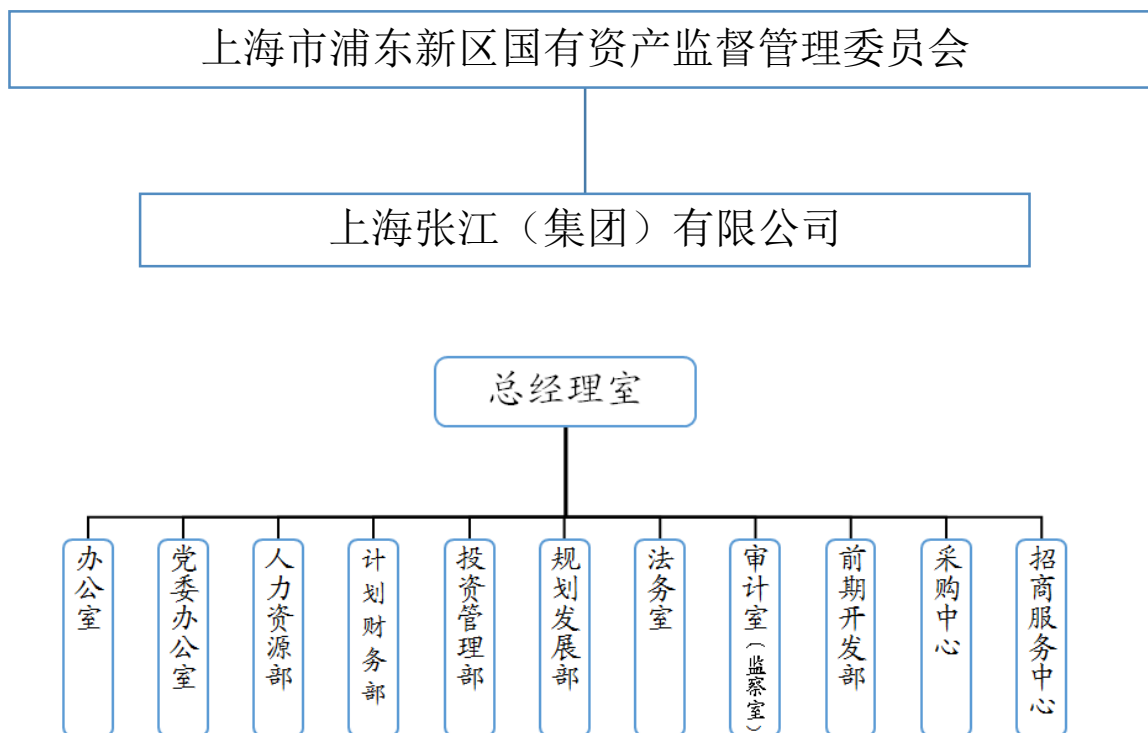 上海市浦东新区国有资产监督管理委员会
上海张江（集团）有限公司
总经理室
办公室
党委办公室
人力资源部
计划财务部
投资管理部
规划发展部
法务室
审计室（监察室）
前期开发部
采购中心
招商服务中心